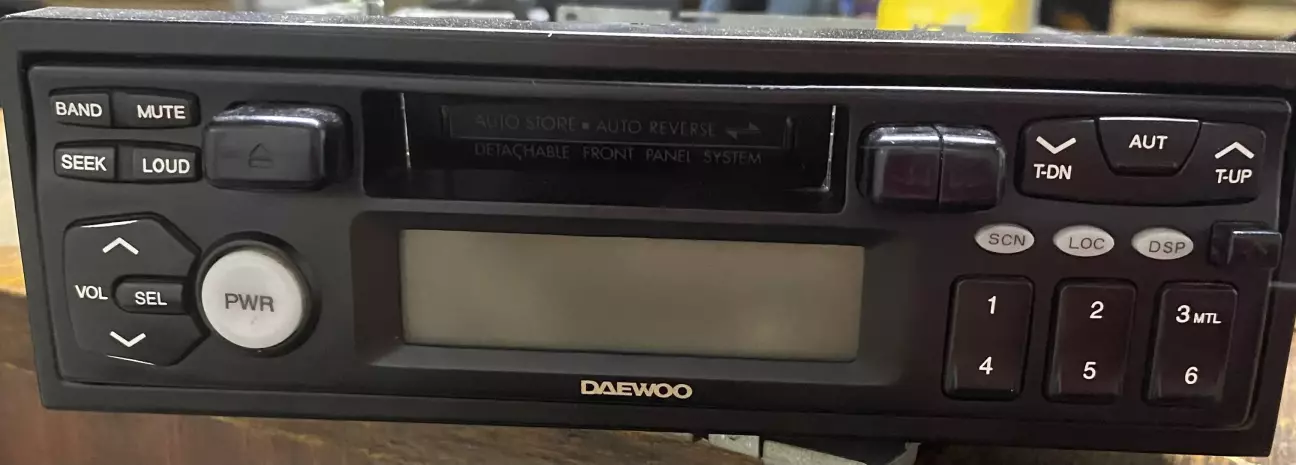 BAND MUTE
SEEK LOUD
AUTO STORE ▪ AUTO REVERSE
DETACHABLE FRONT PANEL SYSTEM
T-DN AUT T-UP
SCN LOC DSP
VOL SEL PWR
1 2 3 MTL
4 5 6
DAEWOO